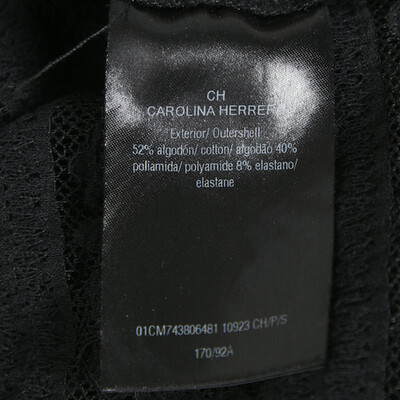 CH
CAROLINA HERRER
Exterior/ Outershell
52% algodón/ cotton/ algodão 40%
poliamida/ polyamide 8% elastano/
elastane
01CM743806481 10923 CH/P/S
170/92A